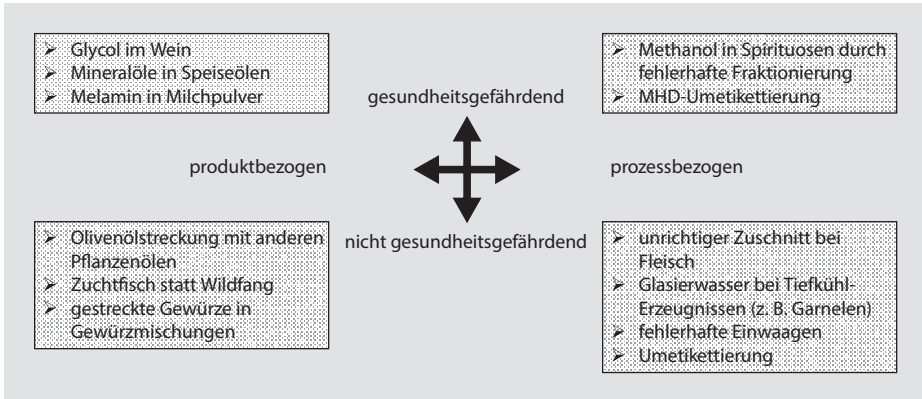 ➢ Glycol im Wein
➢ Mineralöle in Speiseölen
➢ Melamin in Milchpulver
➢ Methanol in Spirituosen durch
fehlerhafte Fraktionierung
➢ MHD-Umetikettierung
gesundheitsgefährdend
produktbezogen
prozessbezogen
nicht gesundheitsgefährdend
➢ Olivenölstreckung mit anderen
Pflanzenölen
➢ Zuchtfisch statt Wildfang
➢ gestreckte Gewürze in
Gewürzmischungen
➢ unrichtiger Zuschnitt bei
Fleisch
➢ Glasierwasser bei Tiefkühl-
Erzeugnissen (z. B. Garnelen)
➢ fehlerhafte Einwaagen
➢ Umetikettierung